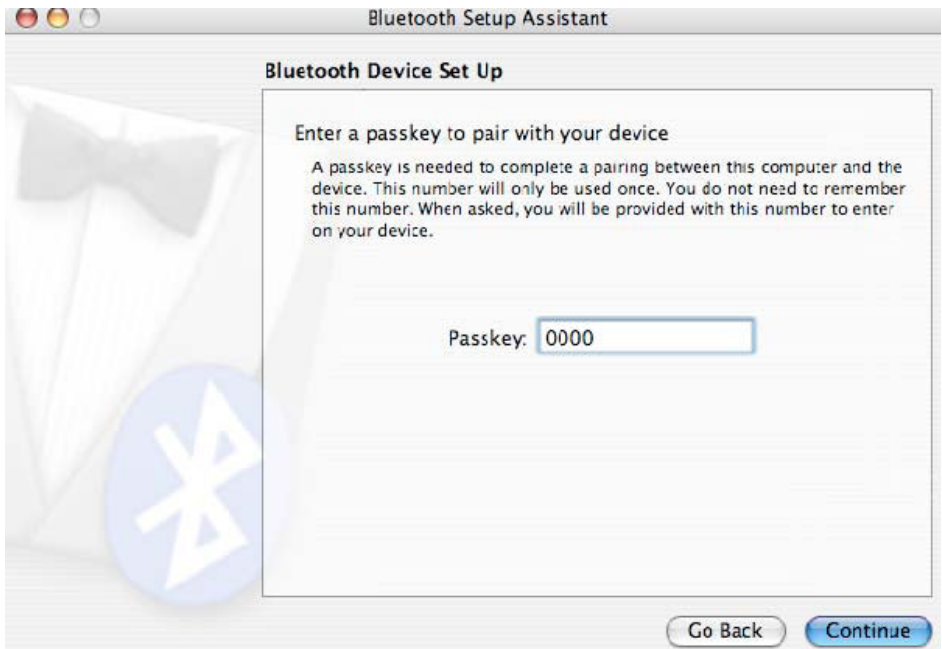 Bluetooth Setup Assistant
Bluetooth Device Set Up
Enter a passkey to pair with your device
A passkey is needed to complete a pairing between this computer and the
device. This number will only be used once. You do not need to remember
this number. When asked, you will be provided with this number to enter
on your device.
Passkey: 0000
Go Back Continue